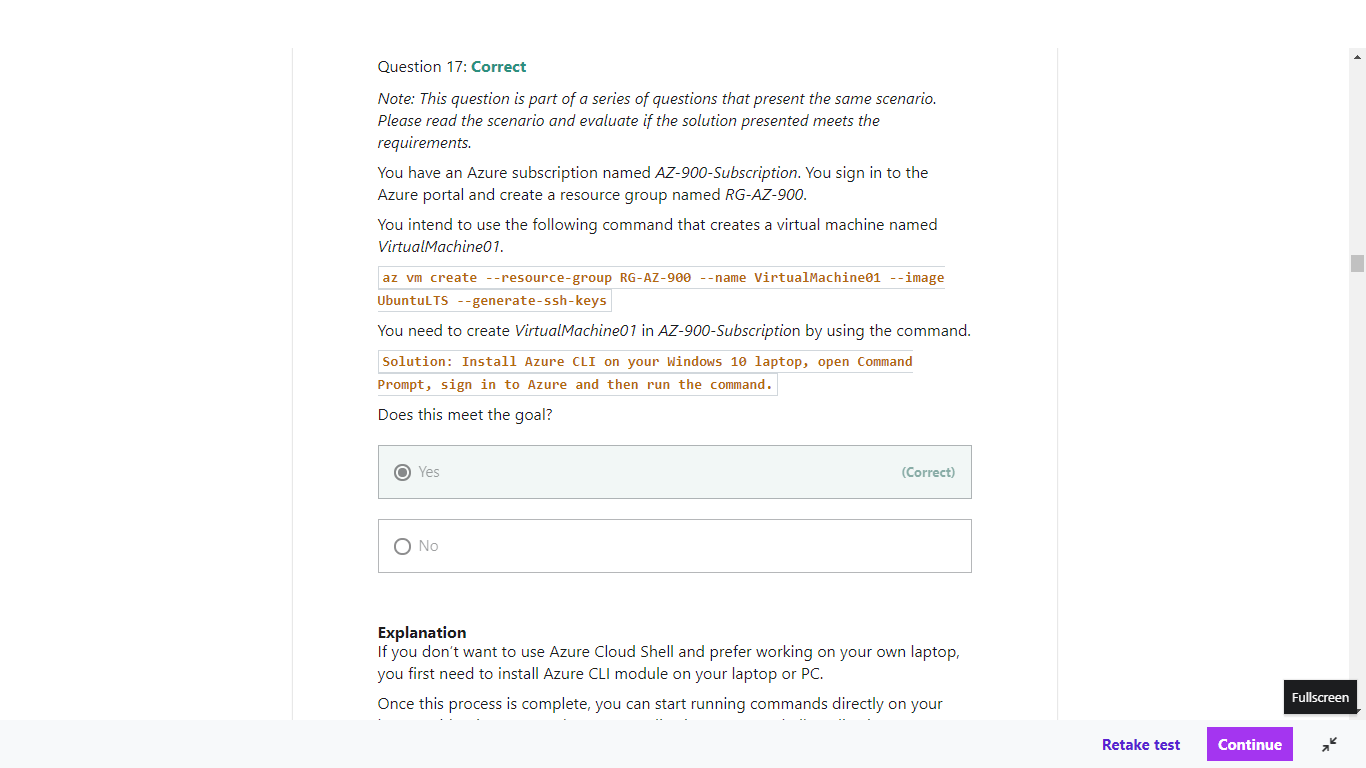 Question 17: Correct
Note: This question is part of a series of questions that present the same scenario.
Please read the scenario and evaluate if the solution presented meets the
requirements.
You have an Azure subscription named AZ-900-Subscription. You sign in to the
Azure portal and create a resource group named RG-AZ-900.
You intend to use the following command that creates a virtual machine named
VirtualMachine01.
az vm create --resource-group RG-AZ-900 --name VirtualMachine01 --image
UbuntuLTS --generate-ssh-keys
You need to create VirtualMachine01 in AZ-900-Subscription by using the command.
Solution: Install Azure CLI on your Windows 10 laptop, open Command
Prompt, sign in to Azure and then run the command.
Does this meet the goal?
Yes (Correct)
No
Explanation
If you don't want to use Azure Cloud Shell and prefer working on your own laptop,
you first need to install Azure CLI module on your laptop or PC.
Once this process is complete, you can start running commands directly on your
Fullscreen
Retake test Continue